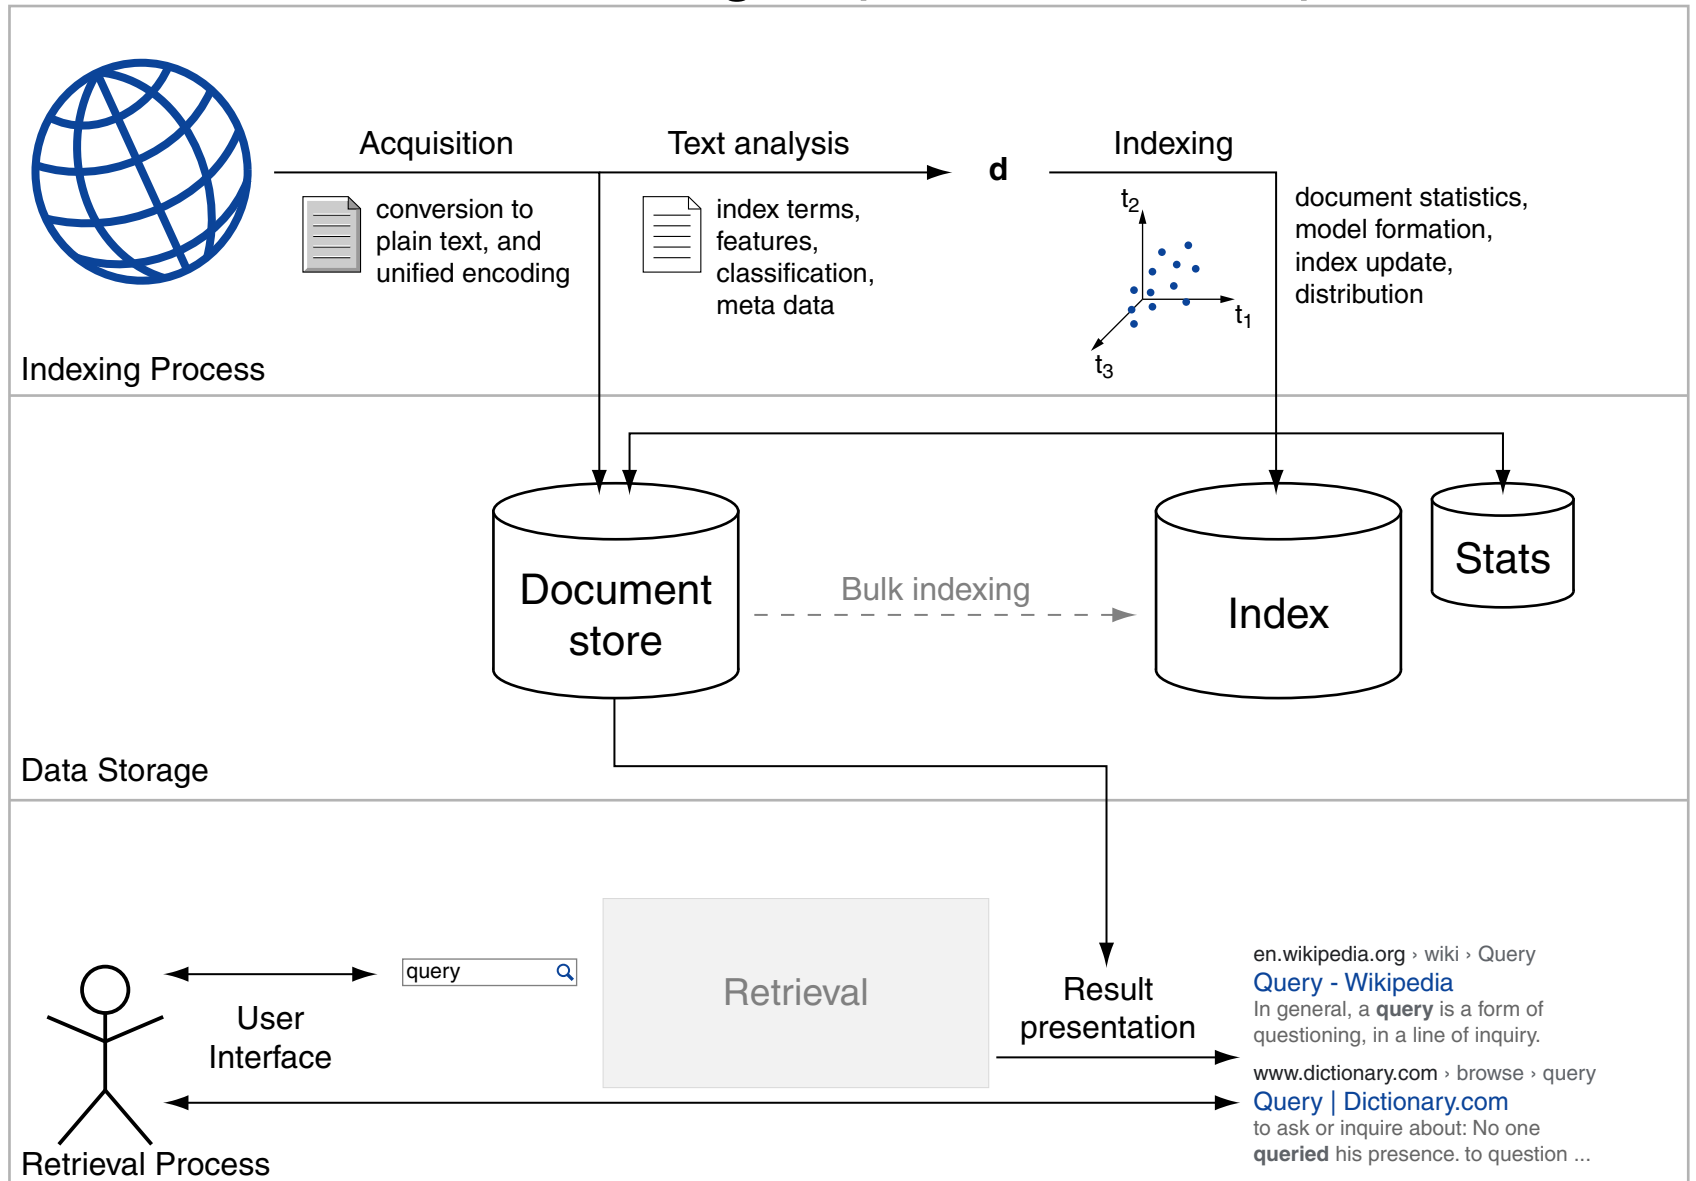 Acquisition
Text analysis
d
Indexing
conversion to
plain text, and
unified encoding
index terms,
features,
classification,
meta data
t2
t1
t3
document statistics,
model formation,
index update,
distribution
Indexing Process
Document
store
Bulk indexing
Index
Stats
Data Storage
query
User
Interface
Retrieval
Result
presentation
en.wikipedia.org › wiki › Query
Query - Wikipedia
In general, a query is a form of
questioning, in a line of inquiry.
www.dictionary.com › browse › query
Query | Dictionary.com
to ask or inquire about: No one
queried his presence. to question ...
Retrieval Process